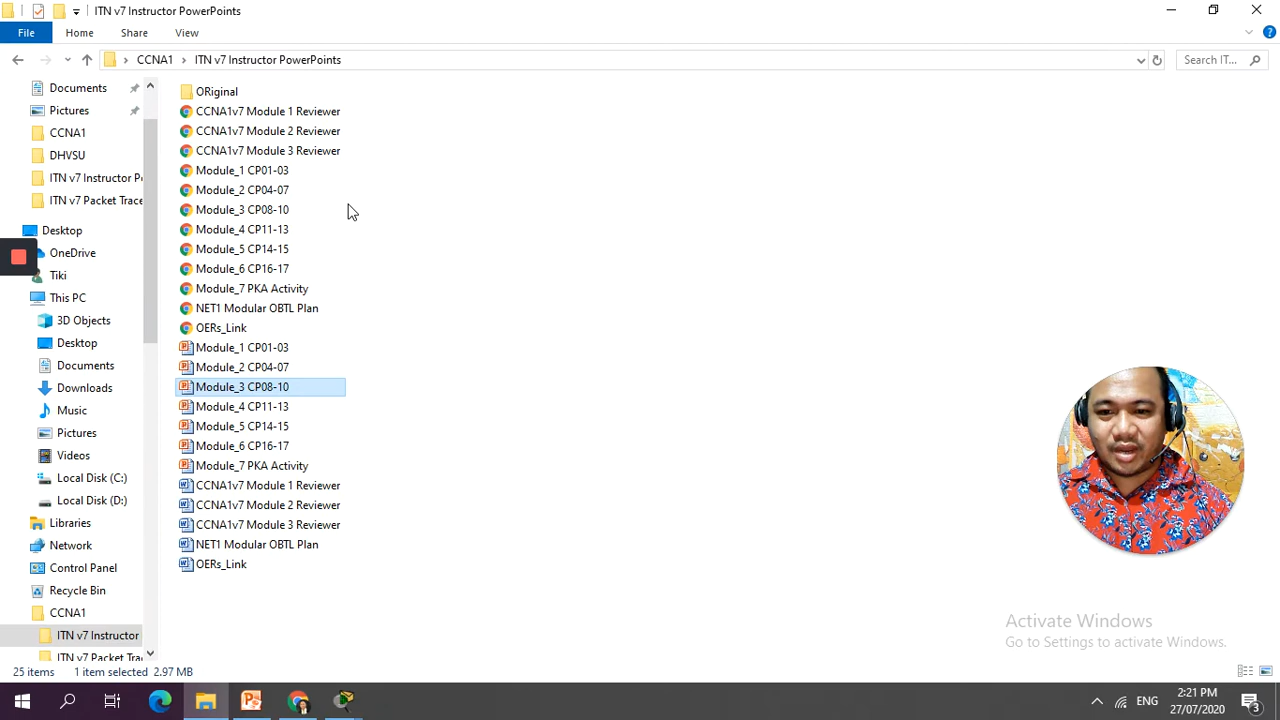 ITN v7 Instructor PowerPoints
File Home Share View
CCNA1 ITN v7 Instructor PowerPoints Search IT...
Documents
Pictures
CCNA1
DHVSU
ITN v7 Instructor P
ITN v7 Packet Trace
Desktop
OneDrive
Tiki
This PC
3D Objects
Desktop
Documents
Downloads
Music
Pictures
Videos
Local Disk (C:)
Local Disk (D:)
Libraries
Network
Control Panel
Recycle Bin
CCNA1
ITN v7 Instructor
ITN v7 Packet Tra
ORiginal
CCNA1v7 Module 1 Reviewer
CCNA1v7 Module 2 Reviewer
CCNA1v7 Module 3 Reviewer
Module_1 CP01-03
Module_2 CP04-07
Module_3 CP08-10
Module_4 CP11-13
Module_5 CP14-15
Module_6 CP16-17
Module_7 PKA Activity
NET1 Modular OBTL Plan
OERs_Link
Module_1 CP01-03
Module_2 CP04-07
Module_3 CP08-10
Module_4 CP11-13
Module_5 CP14-15
Module_6 CP16-17
Module_7 PKA Activity
CCNA1v7 Module 1 Reviewer
CCNA1v7 Module 2 Reviewer
CCNA1v7 Module 3 Reviewer
NET1 Modular OBTL Plan
OERs_Link
Activate Windows
Go to Settings to activate Windows.
25 items 1 item selected 2.97 MB
ENG
2:21 PM
27/07/2020
3